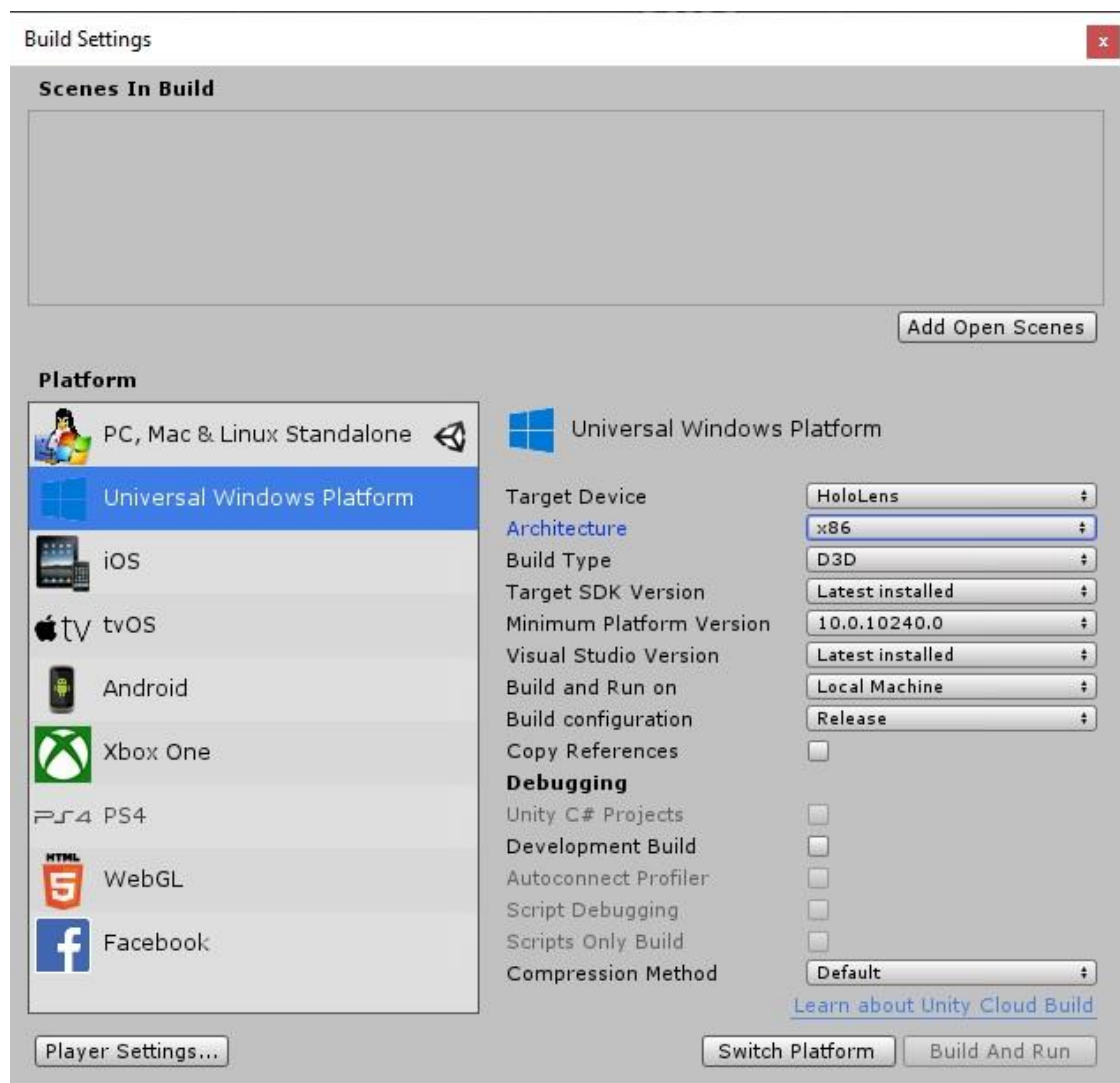 Build Settings
x
Scenes In Build
Add Open Scenes
Platform
PC, Mac & Linux Standalone
Universal Windows Platform
iOS
tv tvOS
Android
Xbox One
PS4 PS4
HTML
5 WebGL
f Facebook
Universal Windows Platform
Target Device HoloLens
Architecture x86
Build Type D3D
Target SDK Version Latest installed
Minimum Platform Version 10.0.10240.0
Visual Studio Version Latest installed
Build and Run on Local Machine
Build configuration Release
Copy References
Debugging
Unity C# Projects
Development Build
Autoconnect Profiler
Script Debugging
Scripts Only Build
Compression Method Default
Learn about Unity Cloud Build
Player Settings... Switch Platform Build And Run